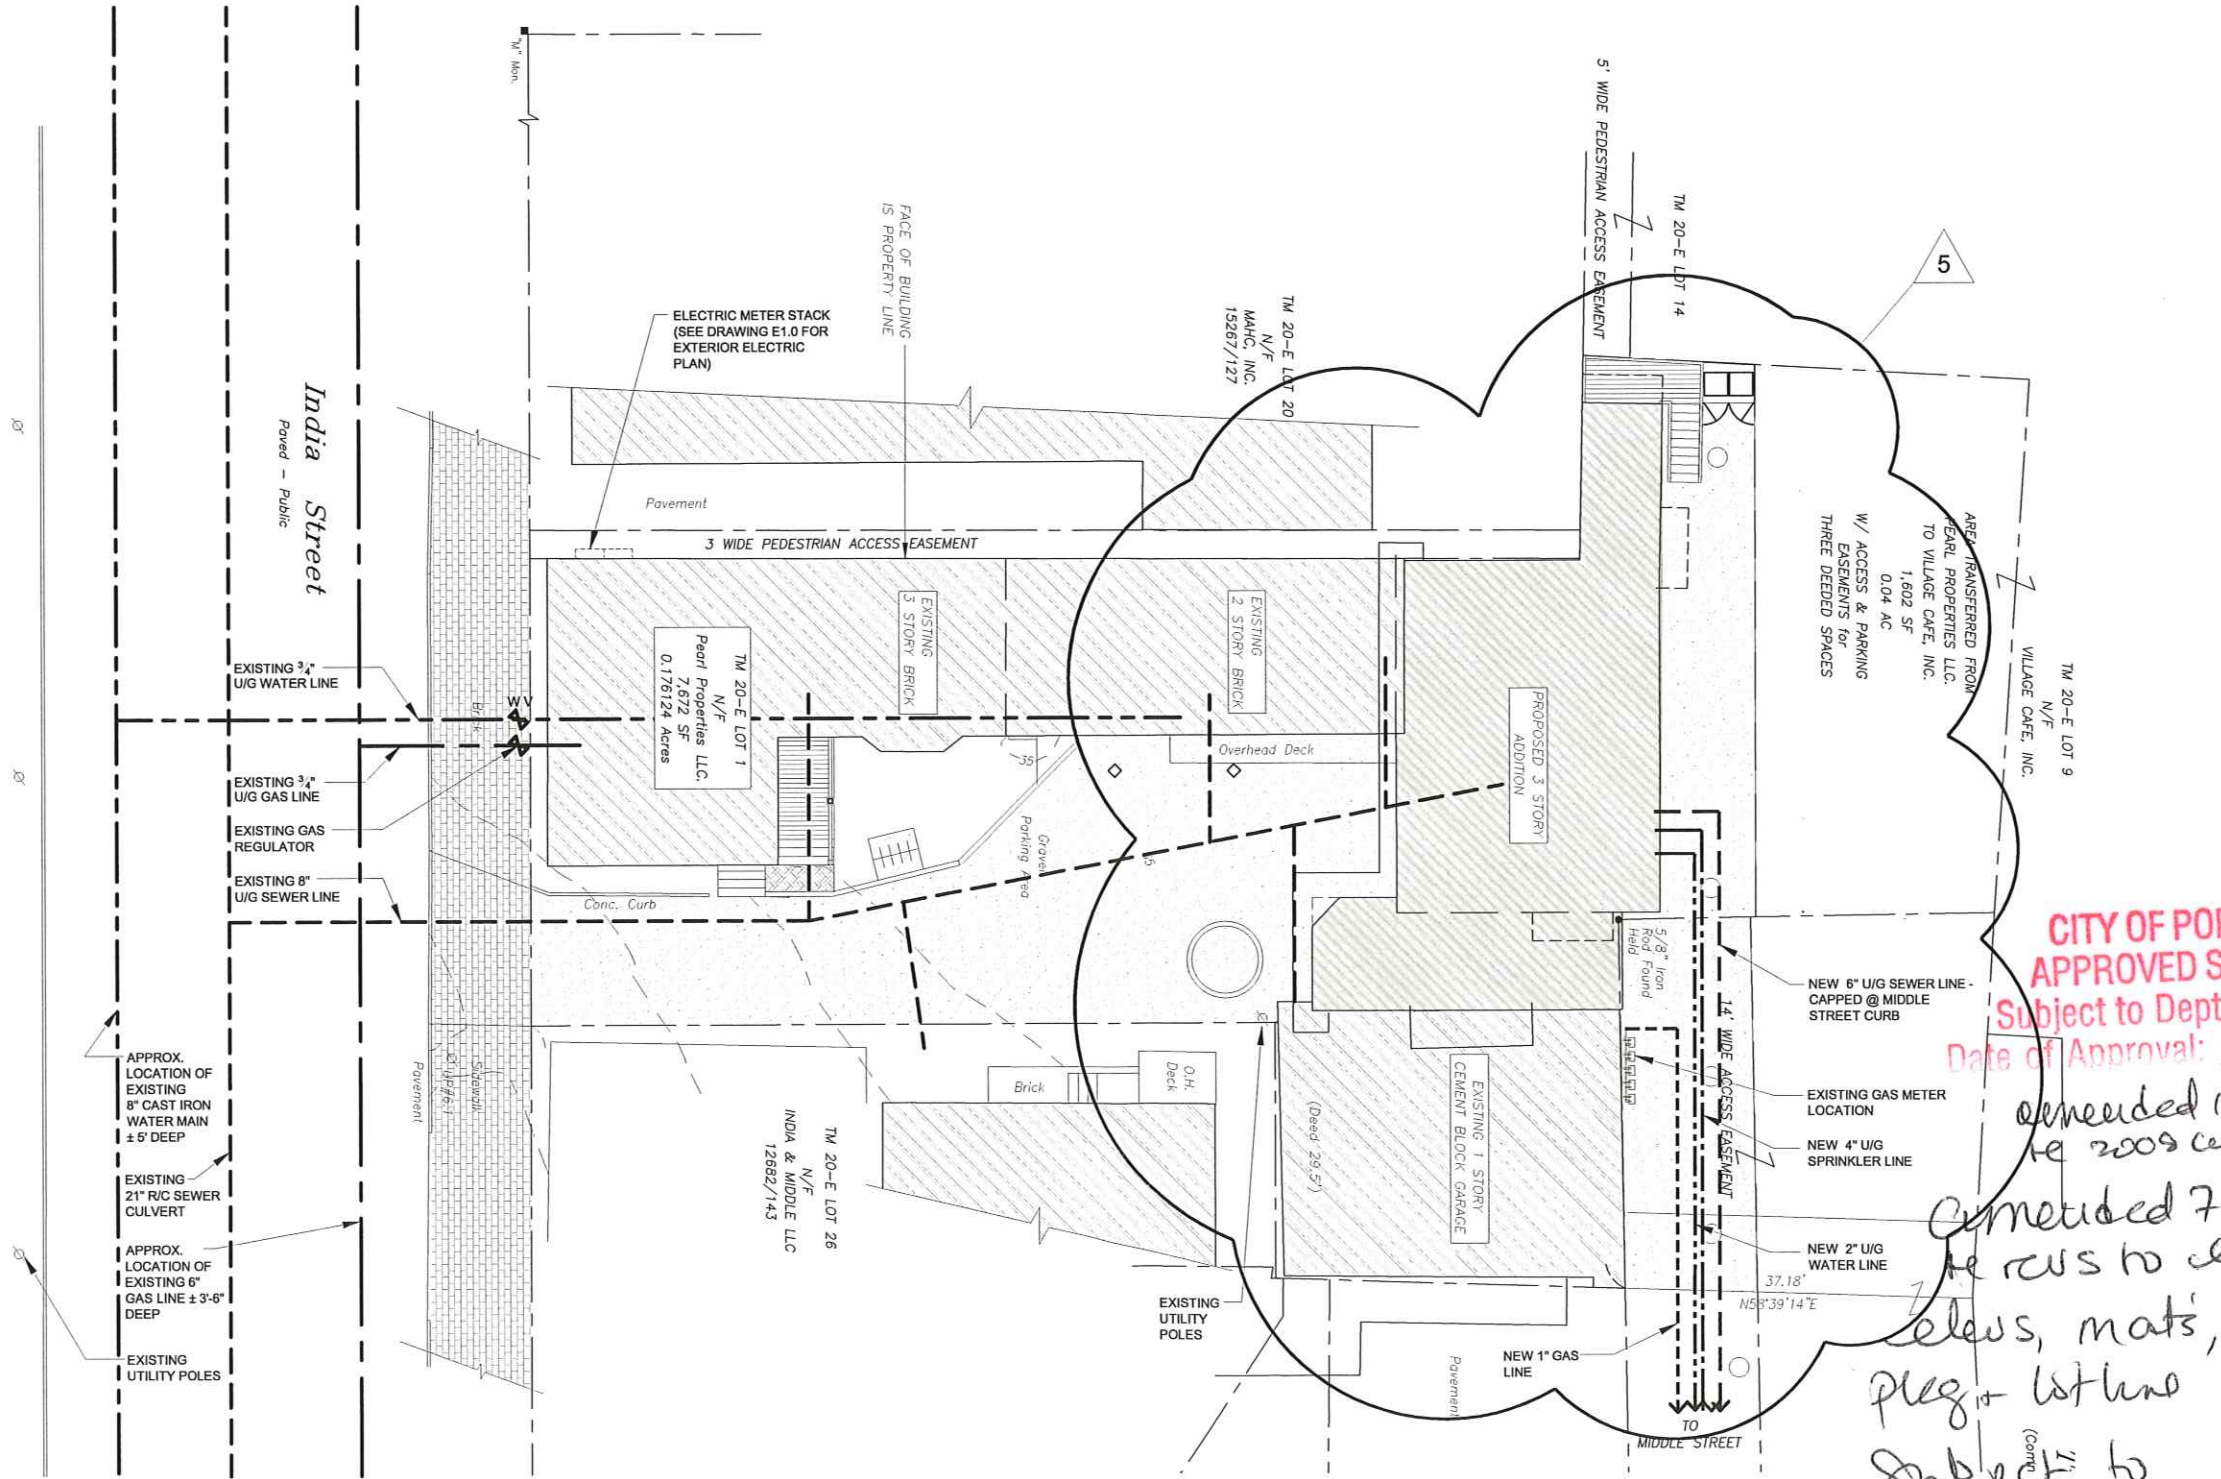 "M" Mon.
5' WIDE PEDESTRIAN ACCESS EASEMENT
TM 20-E LOT 14
5
FACE OF BUILDING
IS PROPERTY LINE
ELECTRIC METER STACK
(SEE DRAWING E1.0 FOR
EXTERIOR ELECTRIC
PLAN)
TM 20-E LOT 20
N/F
MAHC, INC.
15267/127
India Street
Paved - Public
Pavement
3 WIDE PEDESTRIAN ACCESS EASEMENT
AREA TRANSFERRED FROM
PEARL PROPERTIES LLC.
TO VILLAGE CAFE, INC.
1,602 SF
0.04 AC
W/ ACCESS & PARKING
EASEMENTS for
THREE DEEDED SPACES
TM 20-E LOT 9
N/F
VILLAGE CAFE, INC.
EXISTING
3 STORY BRICK
EXISTING
2 STORY BRICK
TM 20-E LOT 1
N/F
Pearl Properties LLC.
7,672 SF
0.176124 Acres
PROPOSED 3 STORY
ADDITION
EXISTING ¾"
U/G WATER LINE
WV
Brick
EXISTING ¾"
U/G GAS LINE
EXISTING GAS
REGULATOR
EXISTING 8"
U/G SEWER LINE
35
Overhead Deck
Gravel
Parking Area
Conc. Curb
5/8" Iron
Rod Found
Held
CITY OF
APPROVED
Subject to
Date of Approval:
NEW 6" U/G SEWER LINE -
CAPPED @ MIDDLE
STREET CURB
14' WIDE ACCESS EASEMENT
EXISTING GAS METER
LOCATION
NEW 4" U/G
SPRINKLER LINE
NEW 2" U/G
WATER LINE
APPROX.
LOCATION OF
EXISTING
8" CAST IRON
WATER MAIN
± 5' DEEP
EXISTING
21" R/C SEWER
CULVERT
APPROX.
LOCATION OF
EXISTING 6"
GAS LINE ± 3'-6"
DEEP
EXISTING
UTILITY POLES
Pavement
Sidewalk
Brick
O.H.
Deck
TM 20-E LOT 26
N/F
INDIA & MIDDLE LLC
12682/143
(Deed 29.5')
EXISTING 1 STORY
CEMENT BLOCK GARAGE
EXISTING
UTILITY
POLES
NEW 1" GAS
LINE
Pavement
37.18'
N58°39'14"E
TO
MIDDLE STREET
amended
re 2008
Amended 7
elevs, mat's,
Subject to